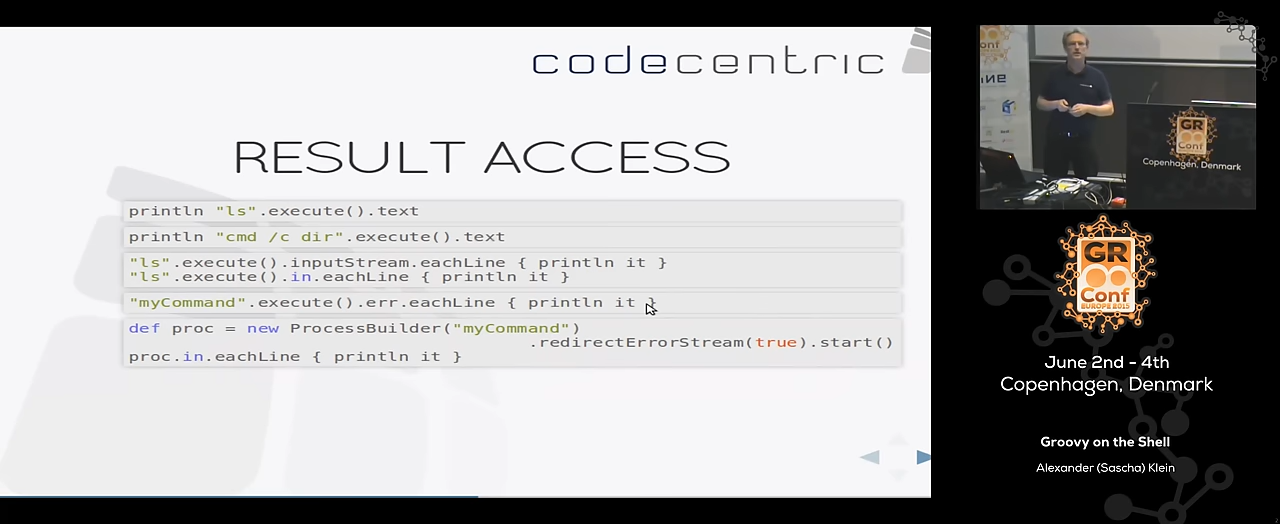 codecentric
RESULT ACCESS
println "ls".execute().text
println "cmd /c dir".execute().text
"ls".execute().inputStream.eachLine { println it }
"ls".execute().in.eachLine { println it }
"myCommand".execute().err.eachLine { println it }
def proc = new ProcessBuilder("myCommand")
.redirectErrorStream(true).start()
proc.in.eachLine { println it }
GR
Conf
Copenhagen, Denmark
GR
Conf
EUROPE 2015
June 2nd - 4th
Copenhagen, Denmark
Groovy on the Shell
Alexander (Sascha) Klein